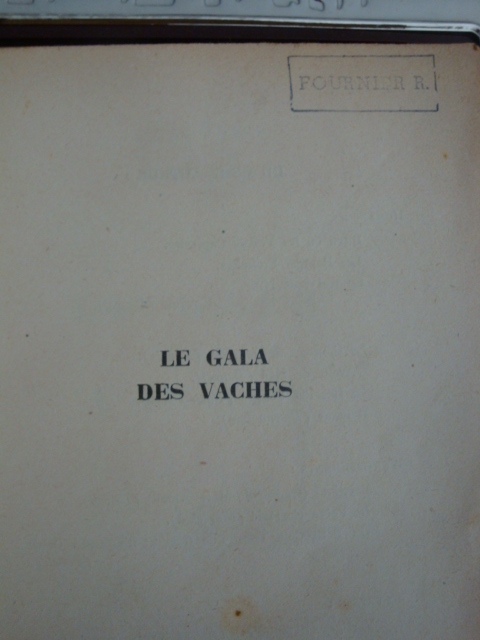 FOURNIER R.
LE GALA
DES VACHES